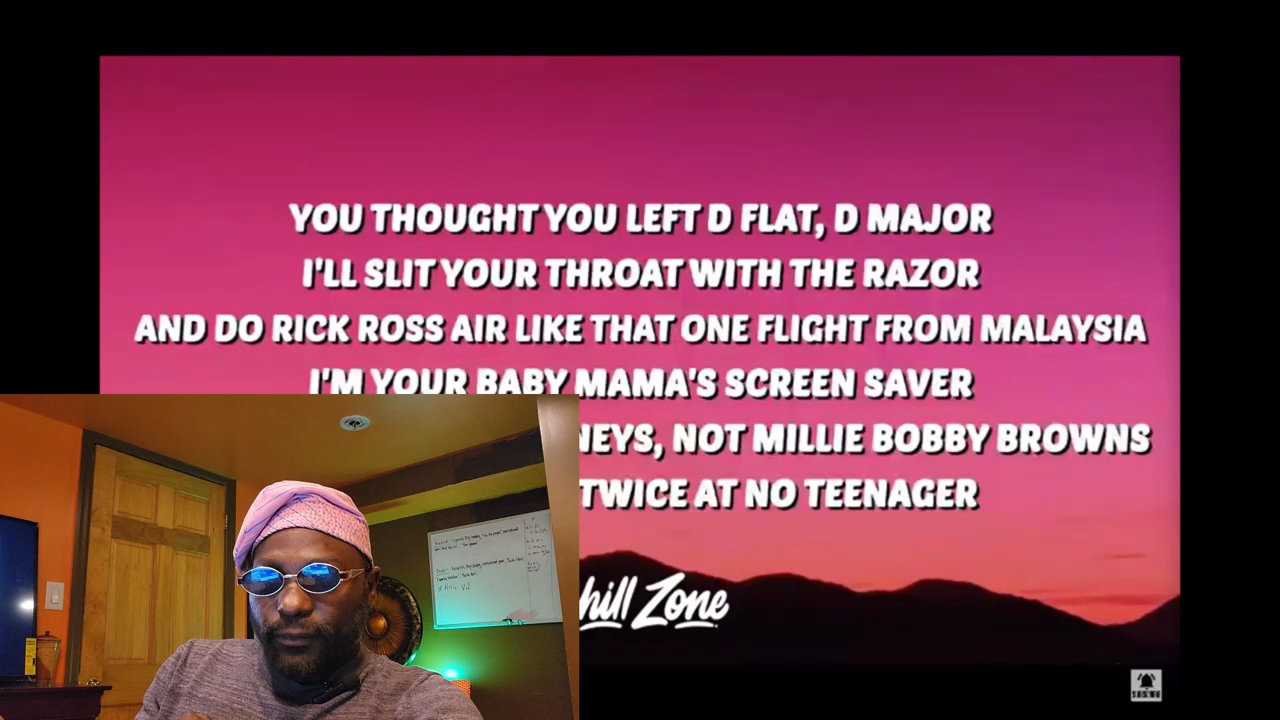 YOU THOUGHT YOU LEFT D FLAT, D MAJOR
I'LL SLIT YOUR THROAT WITH THE RAZOR
AND DO RICK ROSS AIR LIKE THAT ONE FLIGHT FROM MALAYSIA
I'M YOUR BABY MAMA'S SCREEN SAVER
NEYS, NOT MILLIE BOBBY BROWNS
TWICE AT NO TEENAGER
hill Zone
SUBSCRIBE